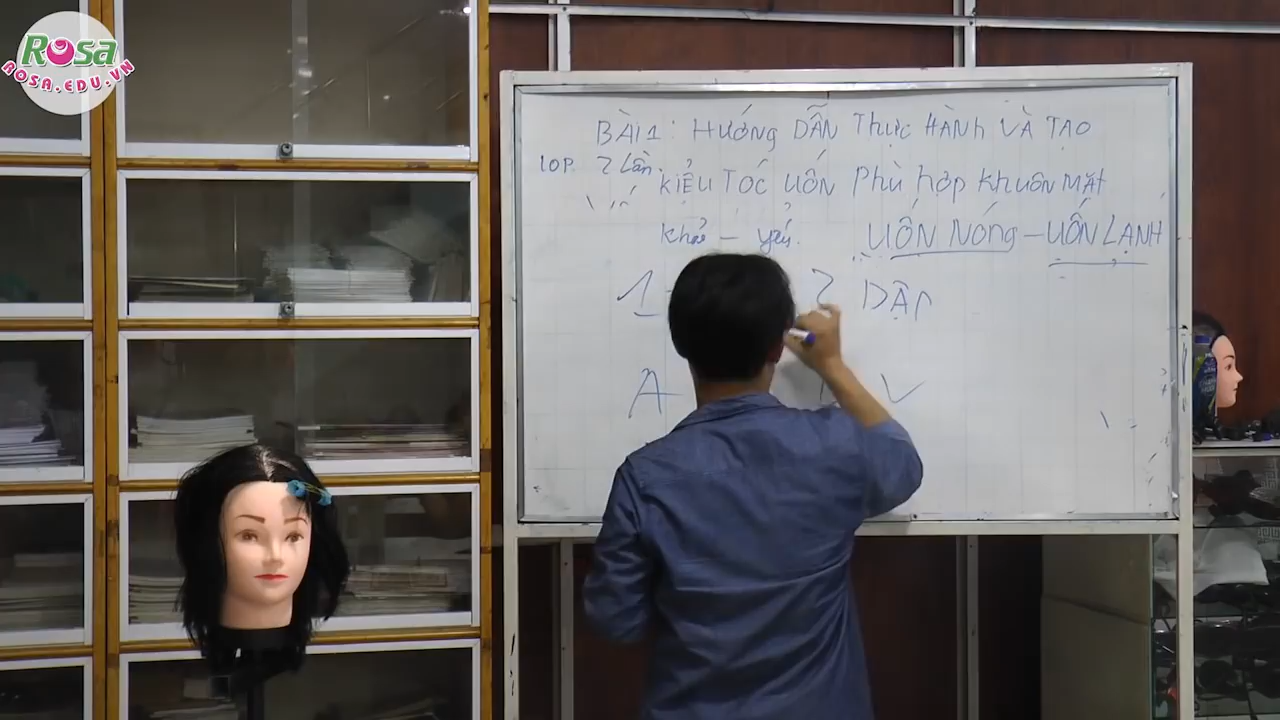 Rosa
ROSA.EDU.VN
BÀI 1: HƯỚNG DẪN THỰC HÀNH VÀ TẠO
LOP 2 Lần.
KIỂU TÓC UỐN PHÙ HỢP KHUÔN MẶT
khỏe - yếu. UỐN NÓNG - UỐN LẠNH
1 2 DẬP
A V